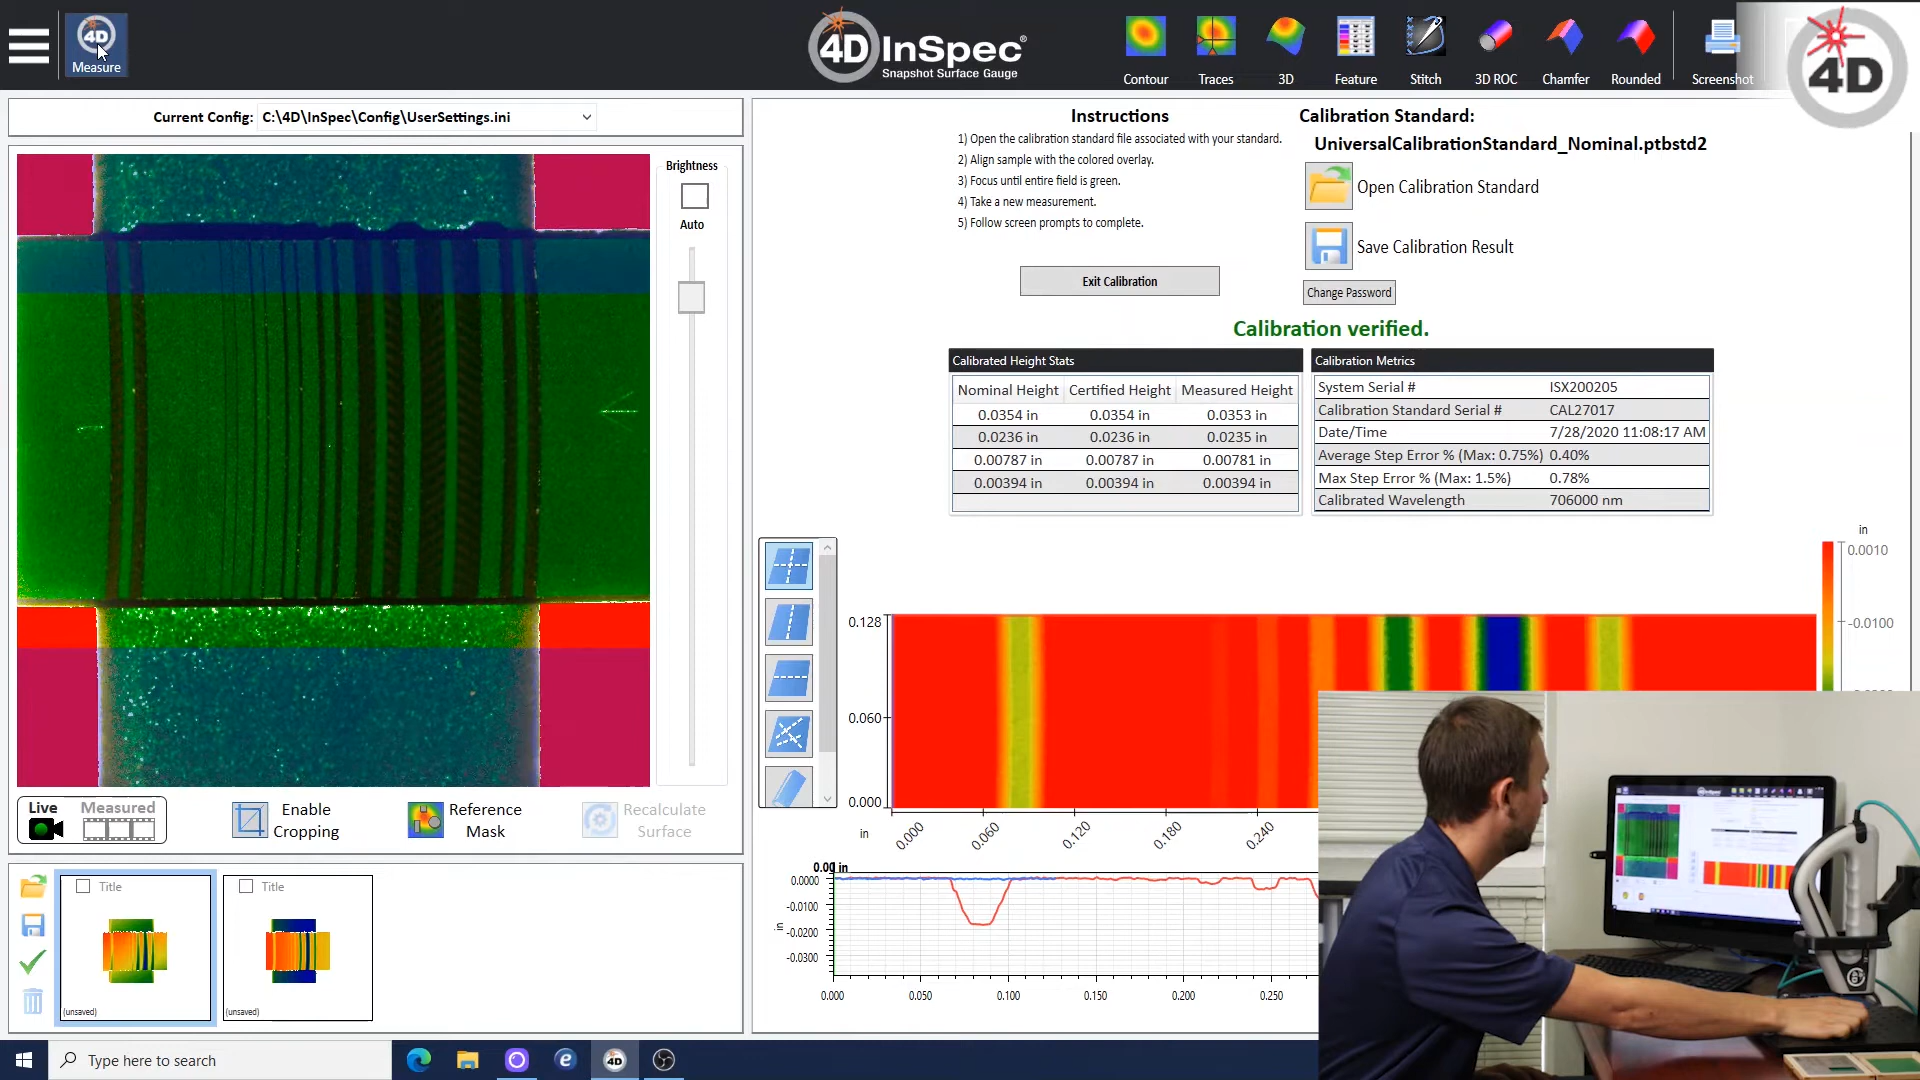 Measure
4D InSpec®
Snapshot Surface Gauge
Contour
Traces
3D
Feature
Stitch
3D ROC
Chamfer
Rounded
Screenshot
4D
Current Config: C:\4D\InSpec\Config\UserSettings.ini
Brightness
Auto
Instructions
1) Open the calibration standard file associated with your standard.
2) Align sample with the colored overlay.
3) Focus until entire field is green.
4) Take a new measurement.
5) Follow screen prompts to complete.
Exit Calibration
Calibration Standard:
UniversalCalibrationStandard_Nominal.ptbstd2
Open Calibration Standard
Save Calibration Result
Change Password
Calibration verified.
Calibrated Height Stats
Nominal Height Certified Height Measured Height
0.0354 in 0.0354 in 0.0353 in
0.0236 in 0.0236 in 0.0235 in
0.00787 in 0.00787 in 0.00781 in
0.00394 in 0.00394 in 0.00394 in
Calibration Metrics
System Serial # ISX200205
Calibration Standard Serial # CAL27017
Date/Time 7/28/2020 11:08:17 AM
Average Step Error % (Max: 0.75%) 0.40%
Max Step Error % (Max: 1.5%) 0.78%
Calibrated Wavelength 706000 nm
in
0.0010
-0.0100
0.128
0.060
0.000
in
0.000 0.060 0.120 0.180 0.240
0.00 in
0.0000
-0.0100
-0.0200
-0.0300
in
0.000 0.050 0.100 0.150 0.200 0.250
Live Measured
Enable Cropping
Reference Mask
Recalculate Surface
Title
(unsaved)
Title
(unsaved)
Type here to search
4D